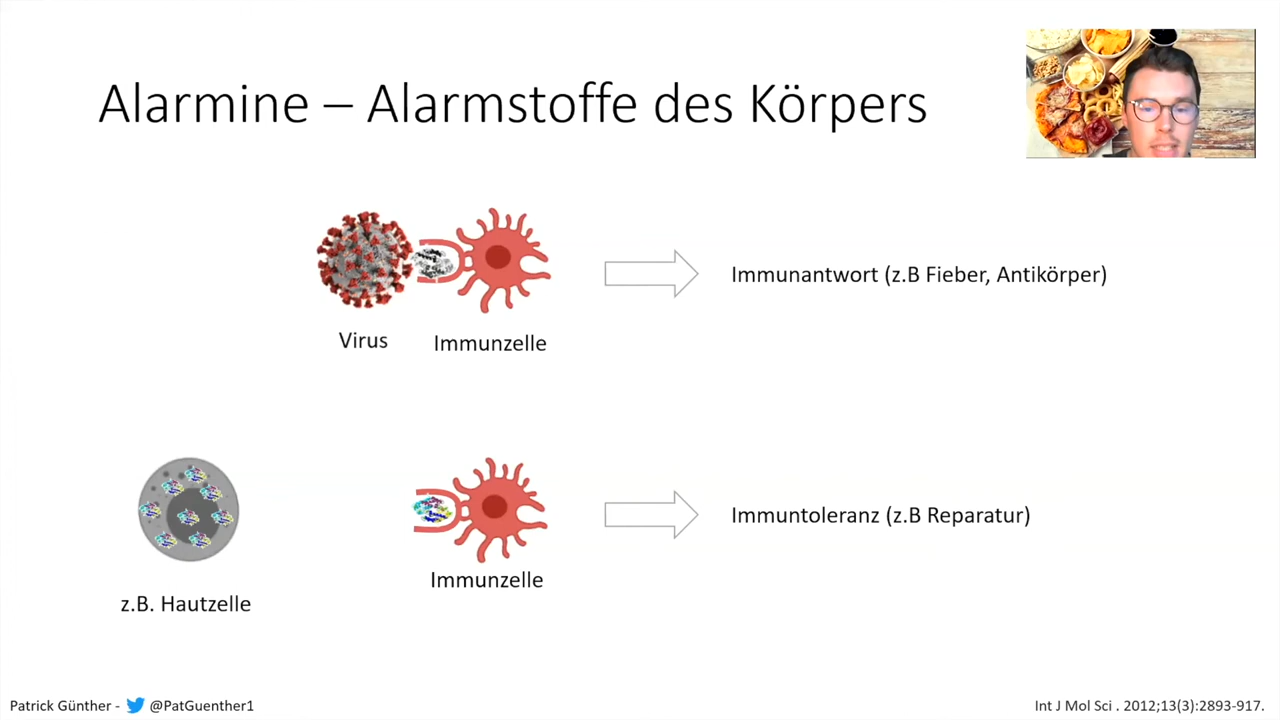 Alarmine – Alarmstoffe des Körpers
Virus
Immunzelle
Immunantwort (z.B Fieber, Antikörper)
z.B. Hautzelle
Immunzelle
Immuntoleranz (z.B Reparatur)
Patrick Günther - @PatGuenther1
Int J Mol Sci . 2012;13(3):2893-917.